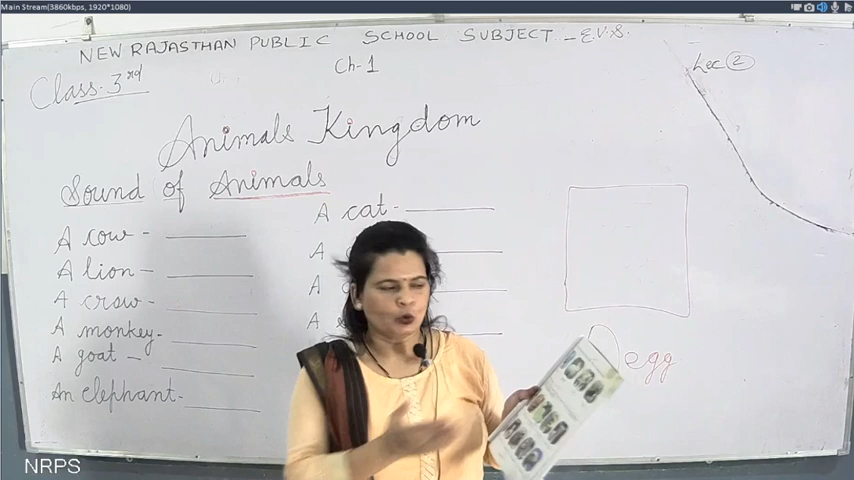 Main Stream(3860kbps, 1920*1080)
NEW RAJASTHAN PUBLIC SCHOOL SUBJECT - E.V.S.
Class. 3rd
Ch-1
Lec 2
Animals Kingdom
Sound of Animals
A cow -
A lion -
A crow -
A monkey -
A goat -
An elephant -
A cat -
A
A
A
egg
NRPS